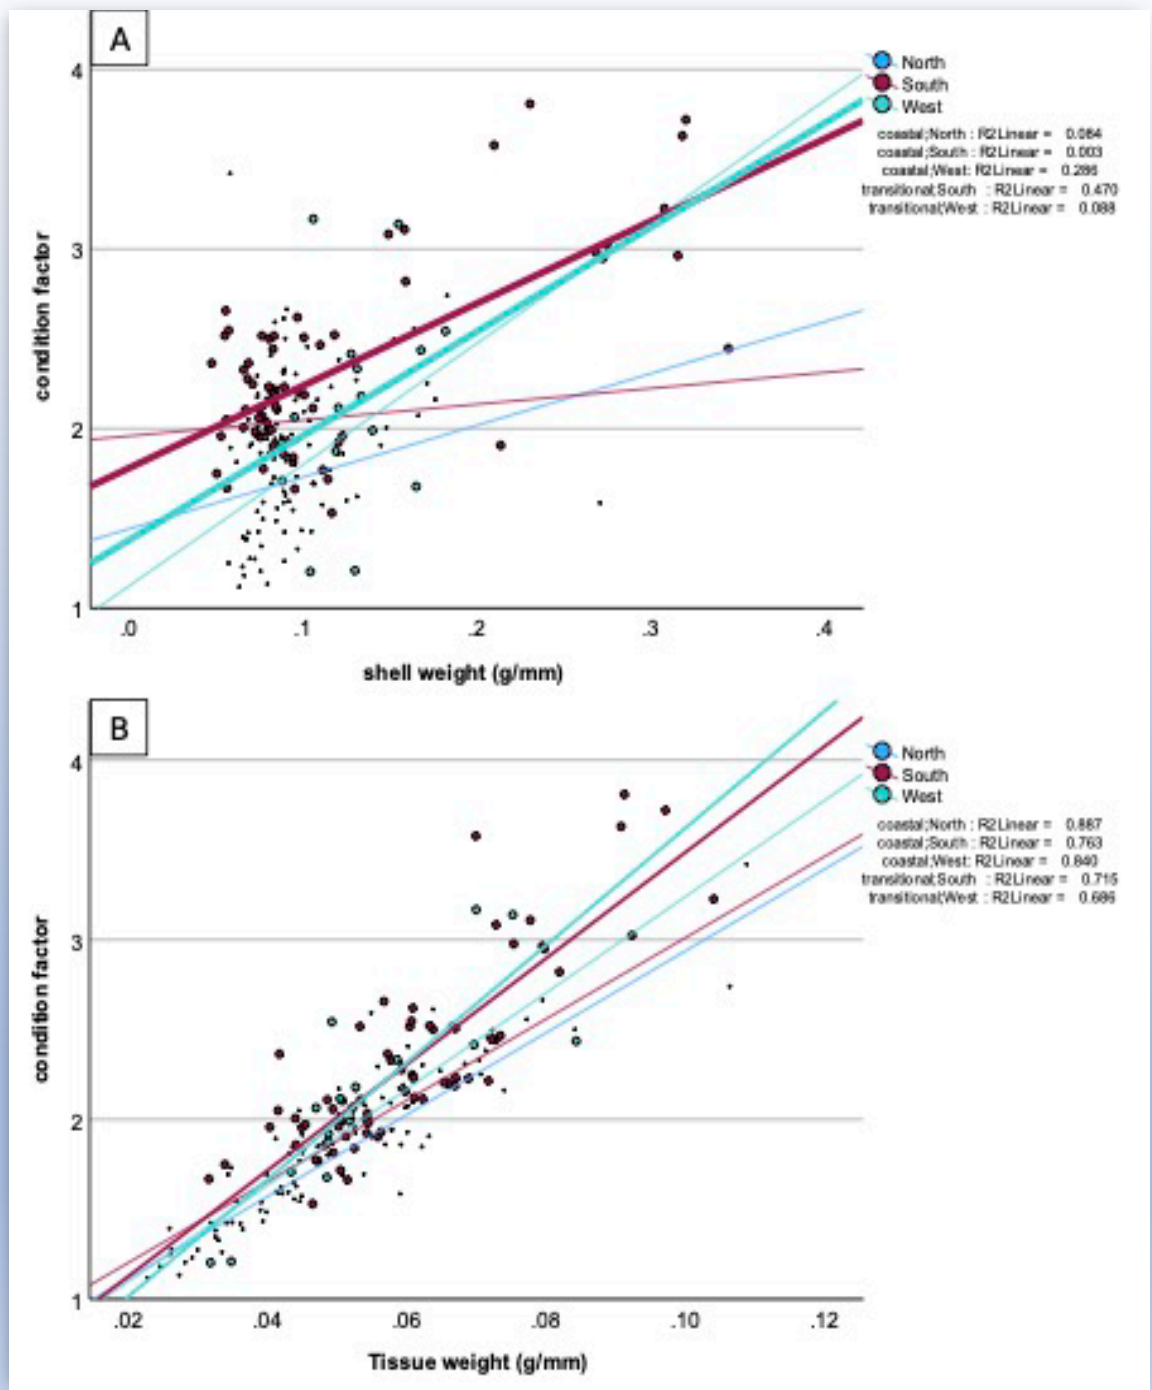 A
4
3
2
1
condition factor
.0 .1 .2 .3 .4
shell weight (g/mm)
North
South
West
coastal;North : R2Linear = 0.084
coastal;South : R2Linear = 0.003
coastal;West: R2Linear = 0.286
transitional;South : R2Linear = 0.470
transitional;West : R2Linear = 0.088
B
4
3
2
1
condition factor
.02 .04 .06 .08 .10 .12
Tissue weight (g/mm)
North
South
West
coastal;North : R2Linear = 0.887
coastal;South : R2Linear = 0.763
coastal;West: R2Linear = 0.840
transitional;South : R2Linear = 0.715
transitional;West : R2Linear = 0.686